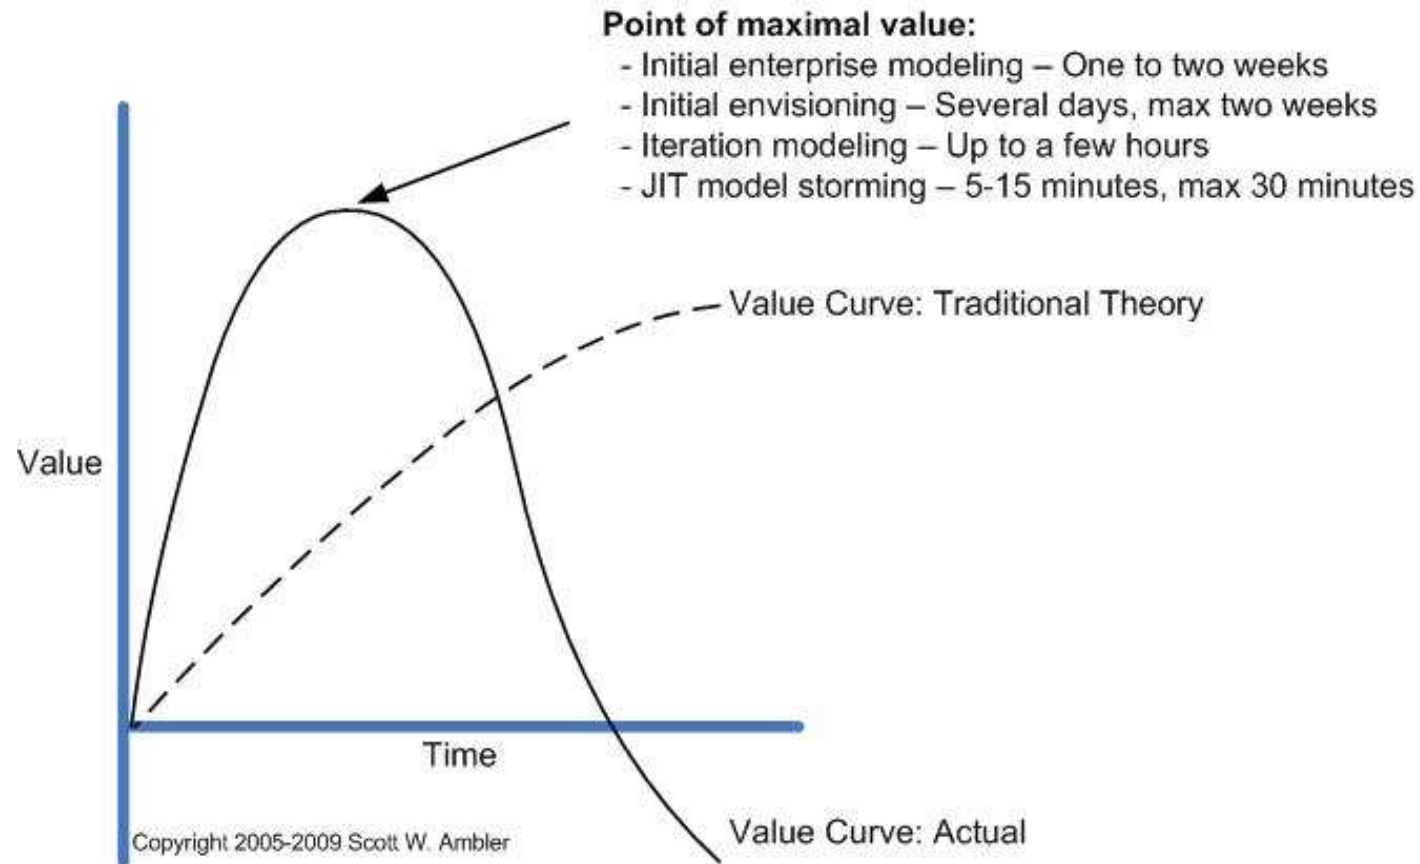 Point of maximal value:
- Initial enterprise modeling – One to two weeks
- Initial envisioning – Several days, max two weeks
- Iteration modeling – Up to a few hours
- JIT model storming – 5-15 minutes, max 30 minutes
Value Curve: Traditional Theory
Value
Time
Value Curve: Actual
Copyright 2005-2009 Scott W. Ambler